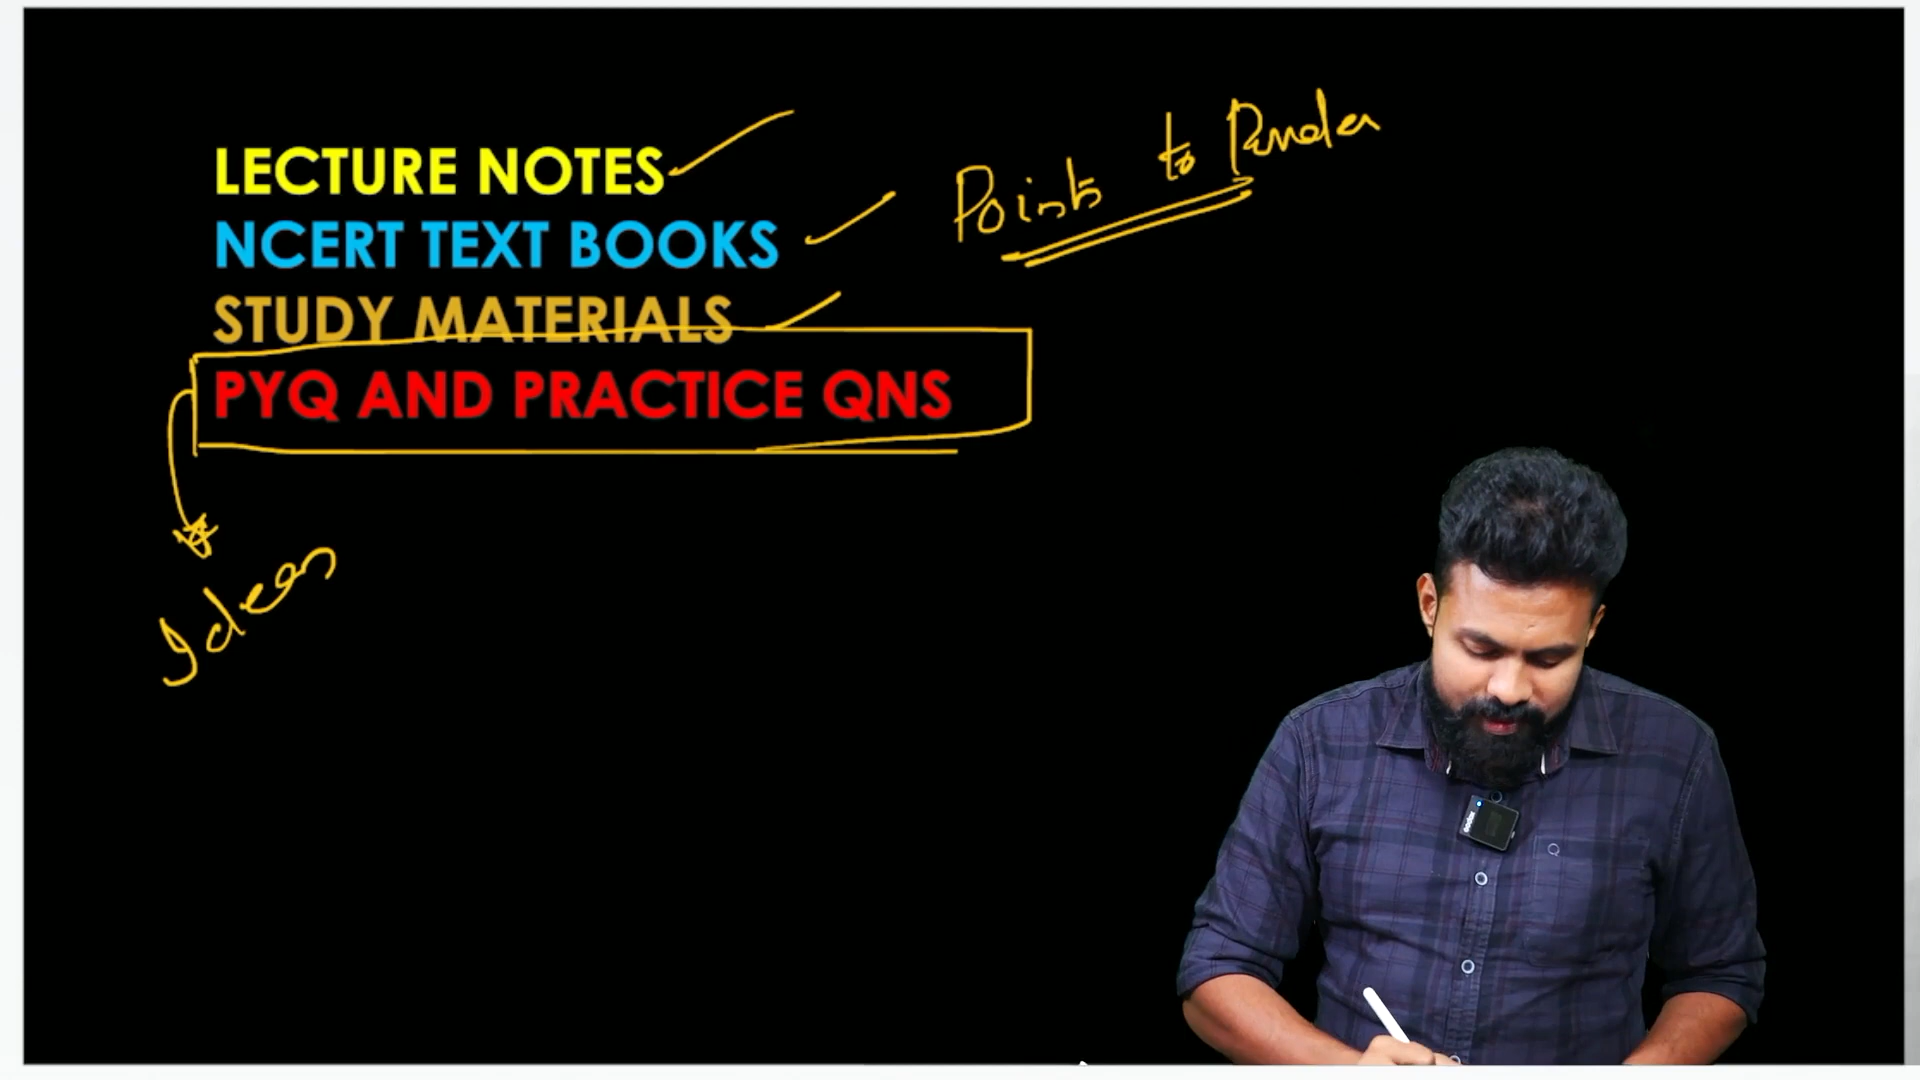 LECTURE NOTES
Points to Ponder
NCERT TEXT BOOKS
STUDY MATERIALS
PYQ AND PRACTICE QNS
Ideas